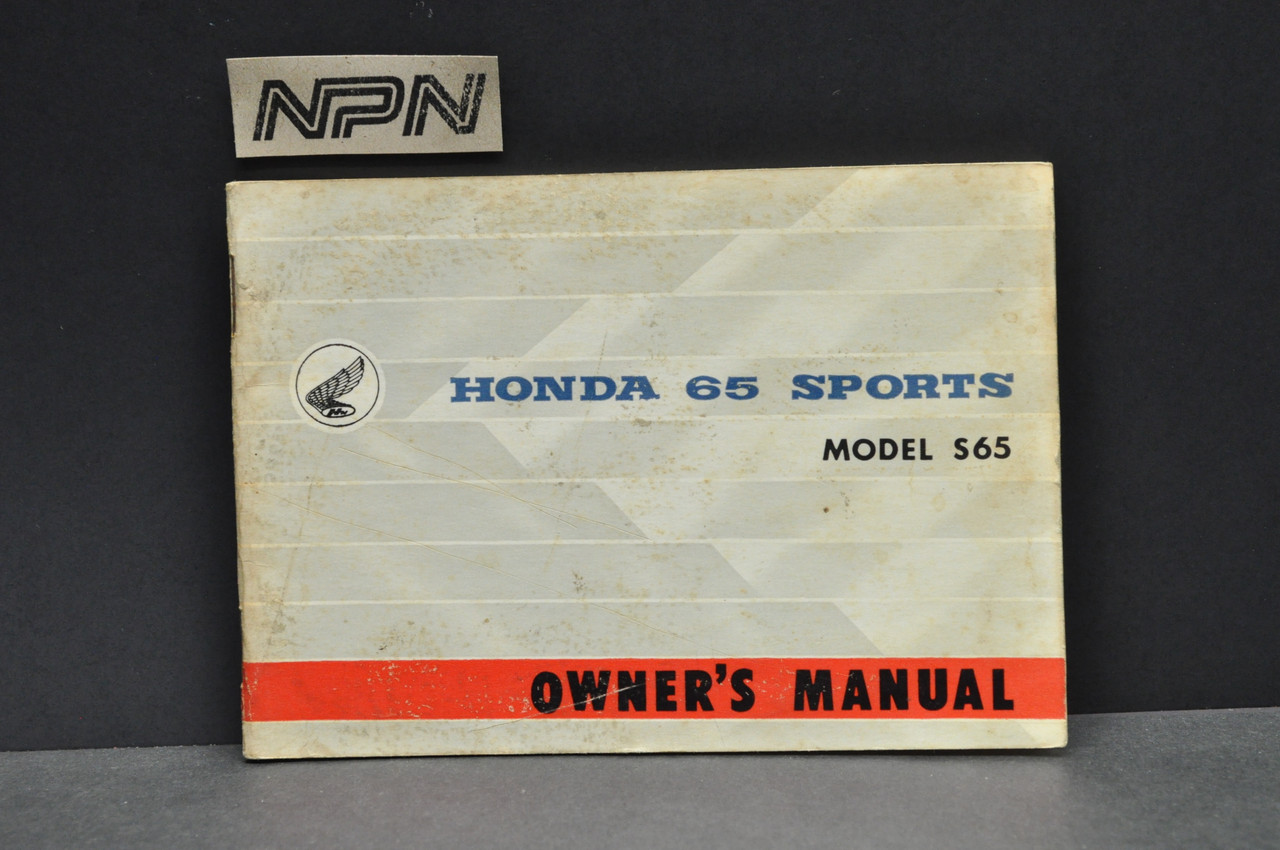 NPN
HONDA 65 SPORTS
MODEL S65
OWNER'S MANUAL